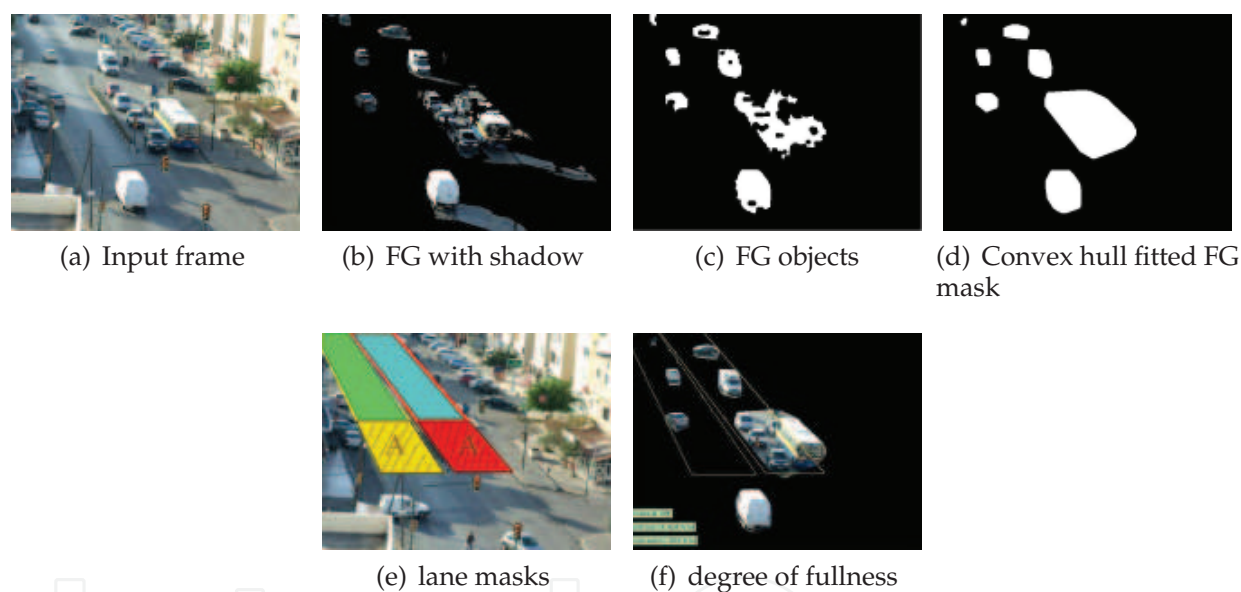 (a) Input frame
(b) FG with shadow
(c) FG objects
(d) Convex hull fitted FG
mask
A
A
(e) lane masks
(f) degree of fullness